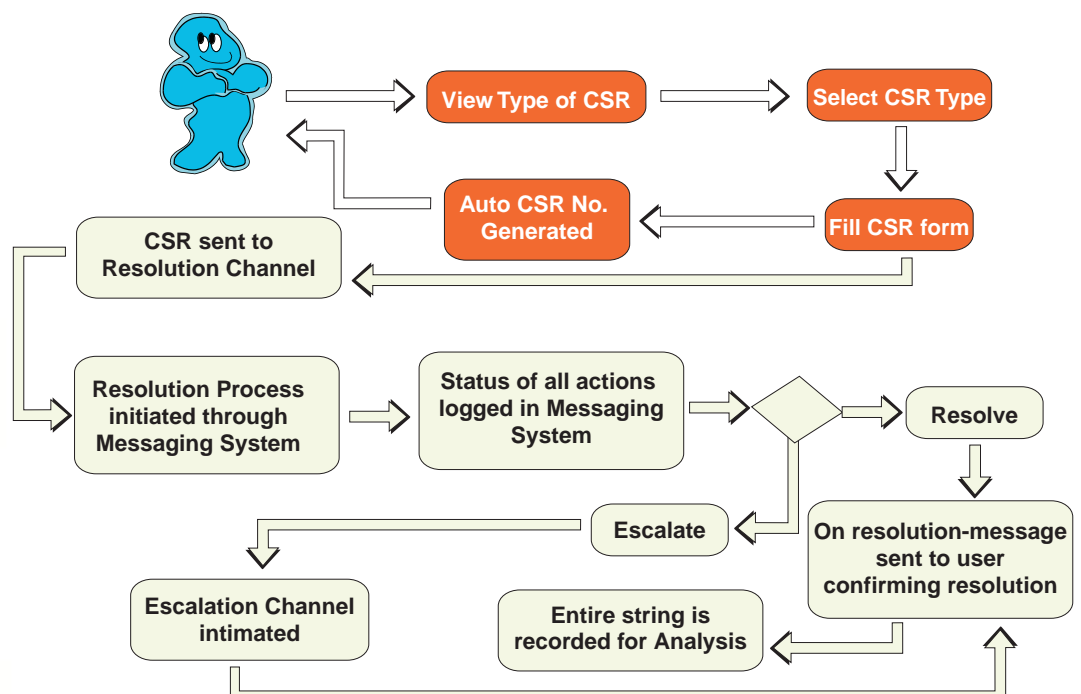 View Type of CSR
Select CSR Type
Auto CSR No.
Generated
Fill CSR form
CSR sent to
Resolution Channel
Resolution Process
initiated through
Messaging System
Status of all actions
logged in Messaging
System
Resolve
Escalate
On resolution-message
sent to user
confirming resolution
Escalation Channel
intimated
Entire string is
recorded for Analysis